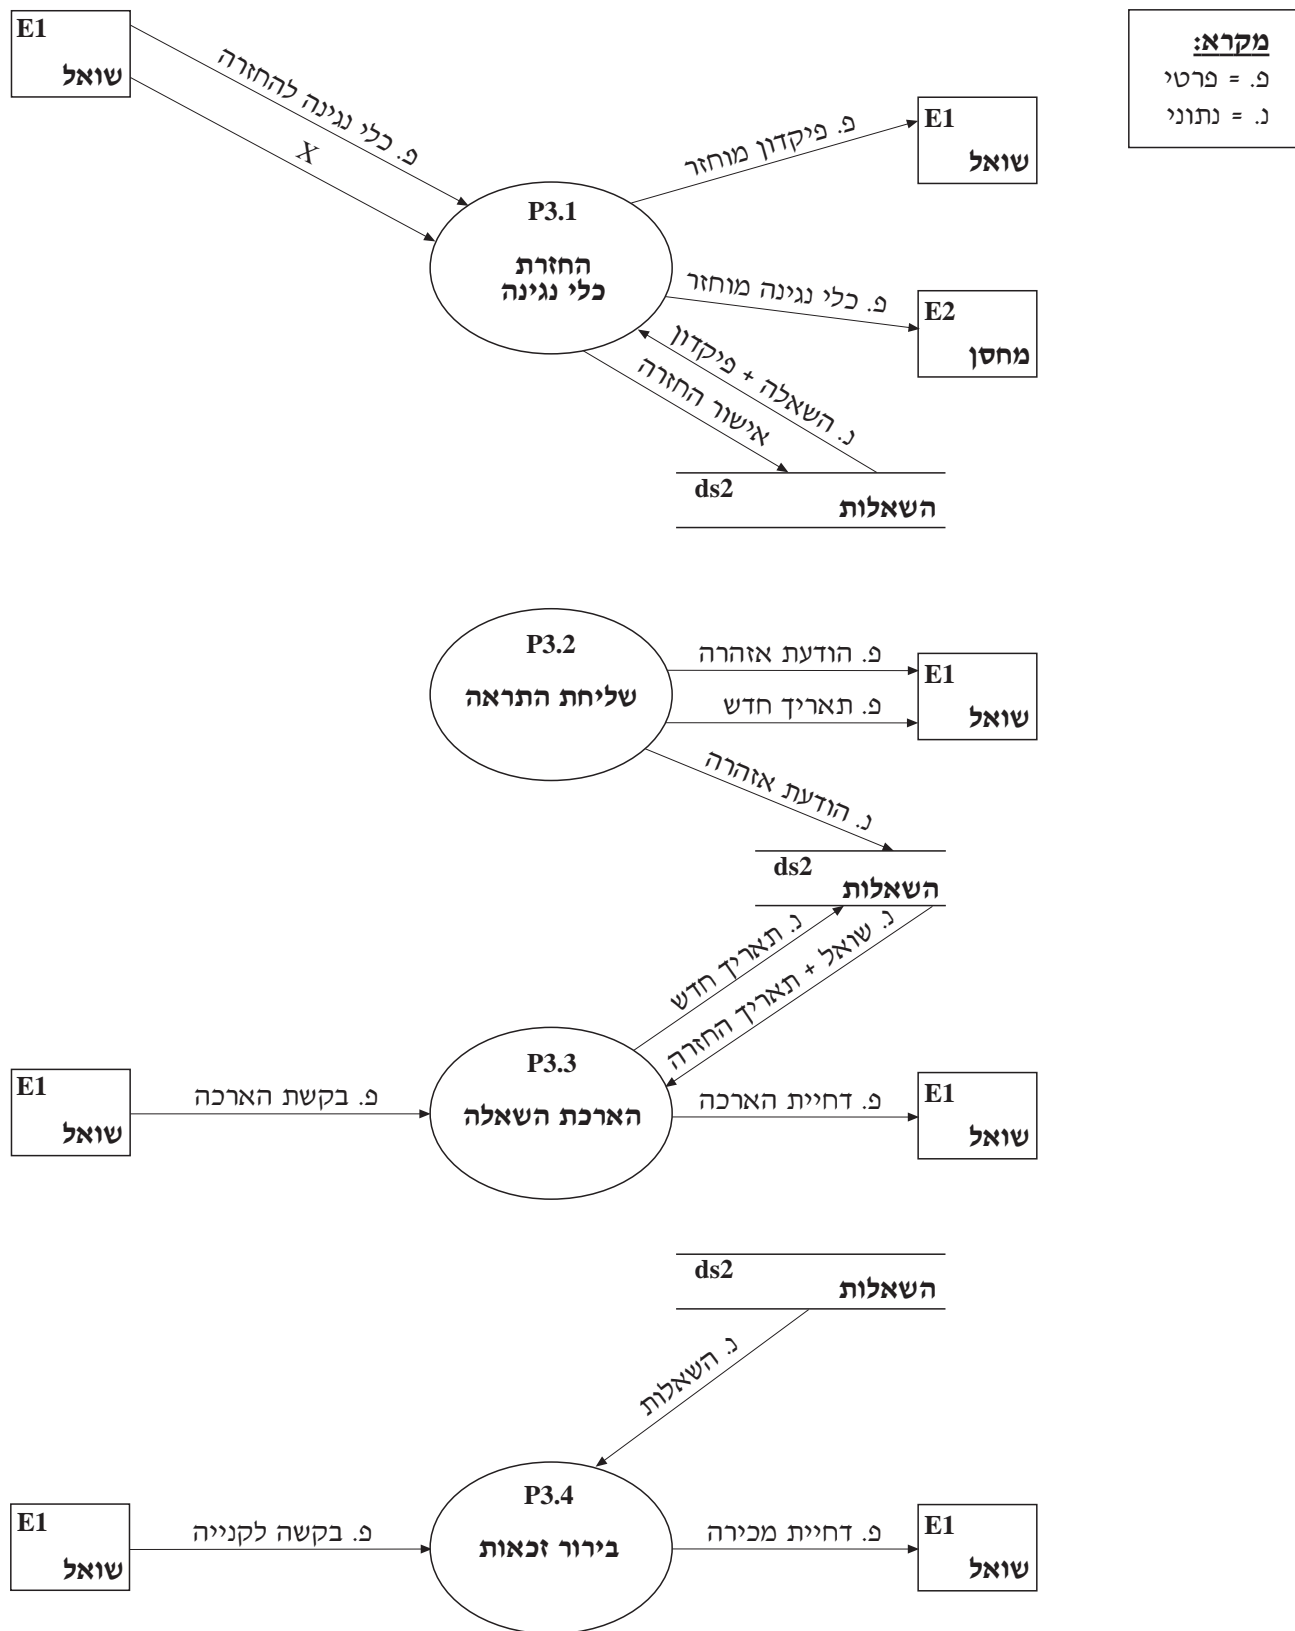 מקרא:
פ. = פרטי
נ. = נתוני
E1
שואל
פ. כלי נגינה להחזרה
X
P3.1
החזרת
כלי נגינה
פ. פיקדון מוחזר
E1
שואל
פ. כלי נגינה מוחזר
E2
מחסן
נ. השאלה + פיקדון
אישור החזרה
ds2
השאלות
P3.2
שליחת התראה
פ. הודעת אזהרה
פ. תאריך חדש
E1
שואל
נ. הודעת אזהרה
ds2
השאלות
נ. תאריך חדש
נ. שואל + תאריך החזרה
E1
שואל
פ. בקשת הארכה
P3.3
הארכת השאלה
פ. דחיית הארכה
E1
שואל
ds2
השאלות
נ. השאלות
E1
שואל
פ. בקשה לקנייה
P3.4
בירור זכאות
פ. דחיית מכירה
E1
שואל